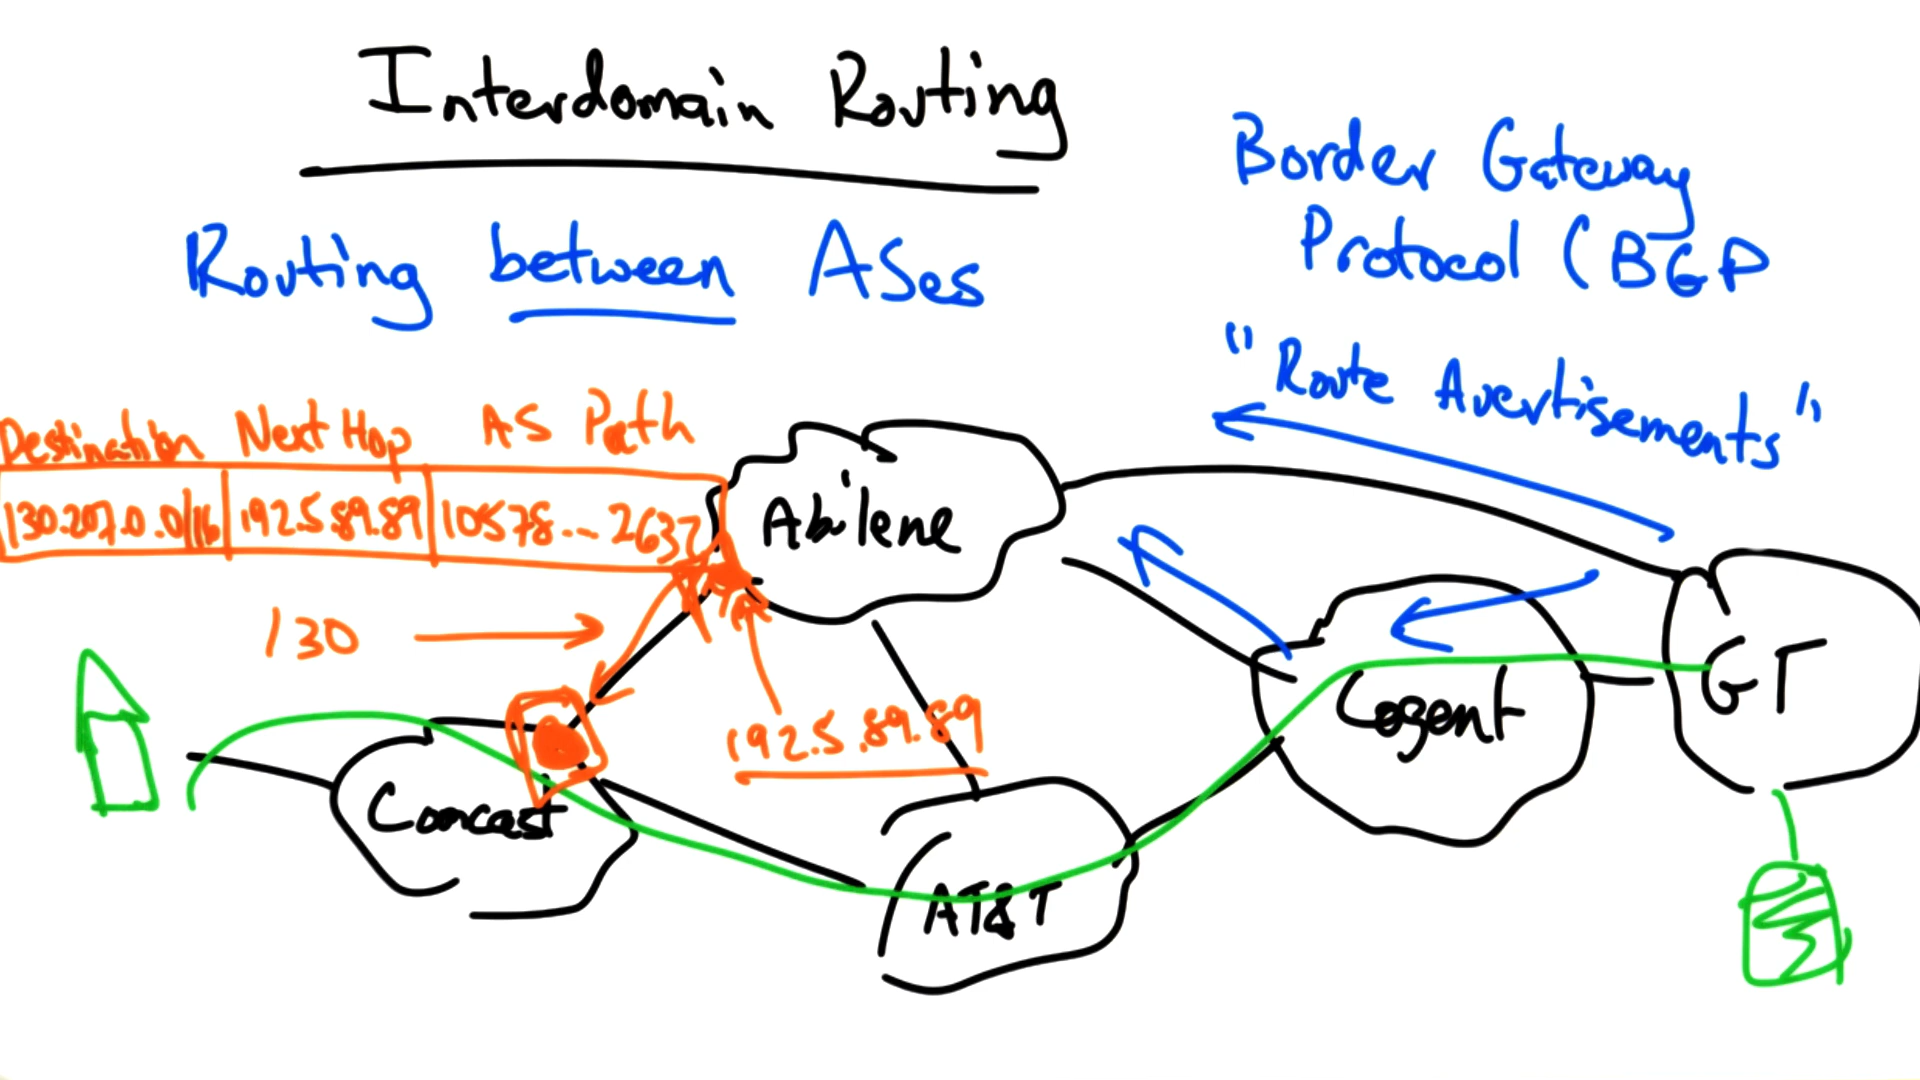 Interdomain Routing
Border Gateway
Protocol (BGP
Routing between ASes
"Route Avertisements"
Destination Next Hop AS Path
130.207.0.0/16 192.5.89.89 10578... 2637
Abilene
130
GT
Cogent
192.5.89.89
Comcast
AT&T